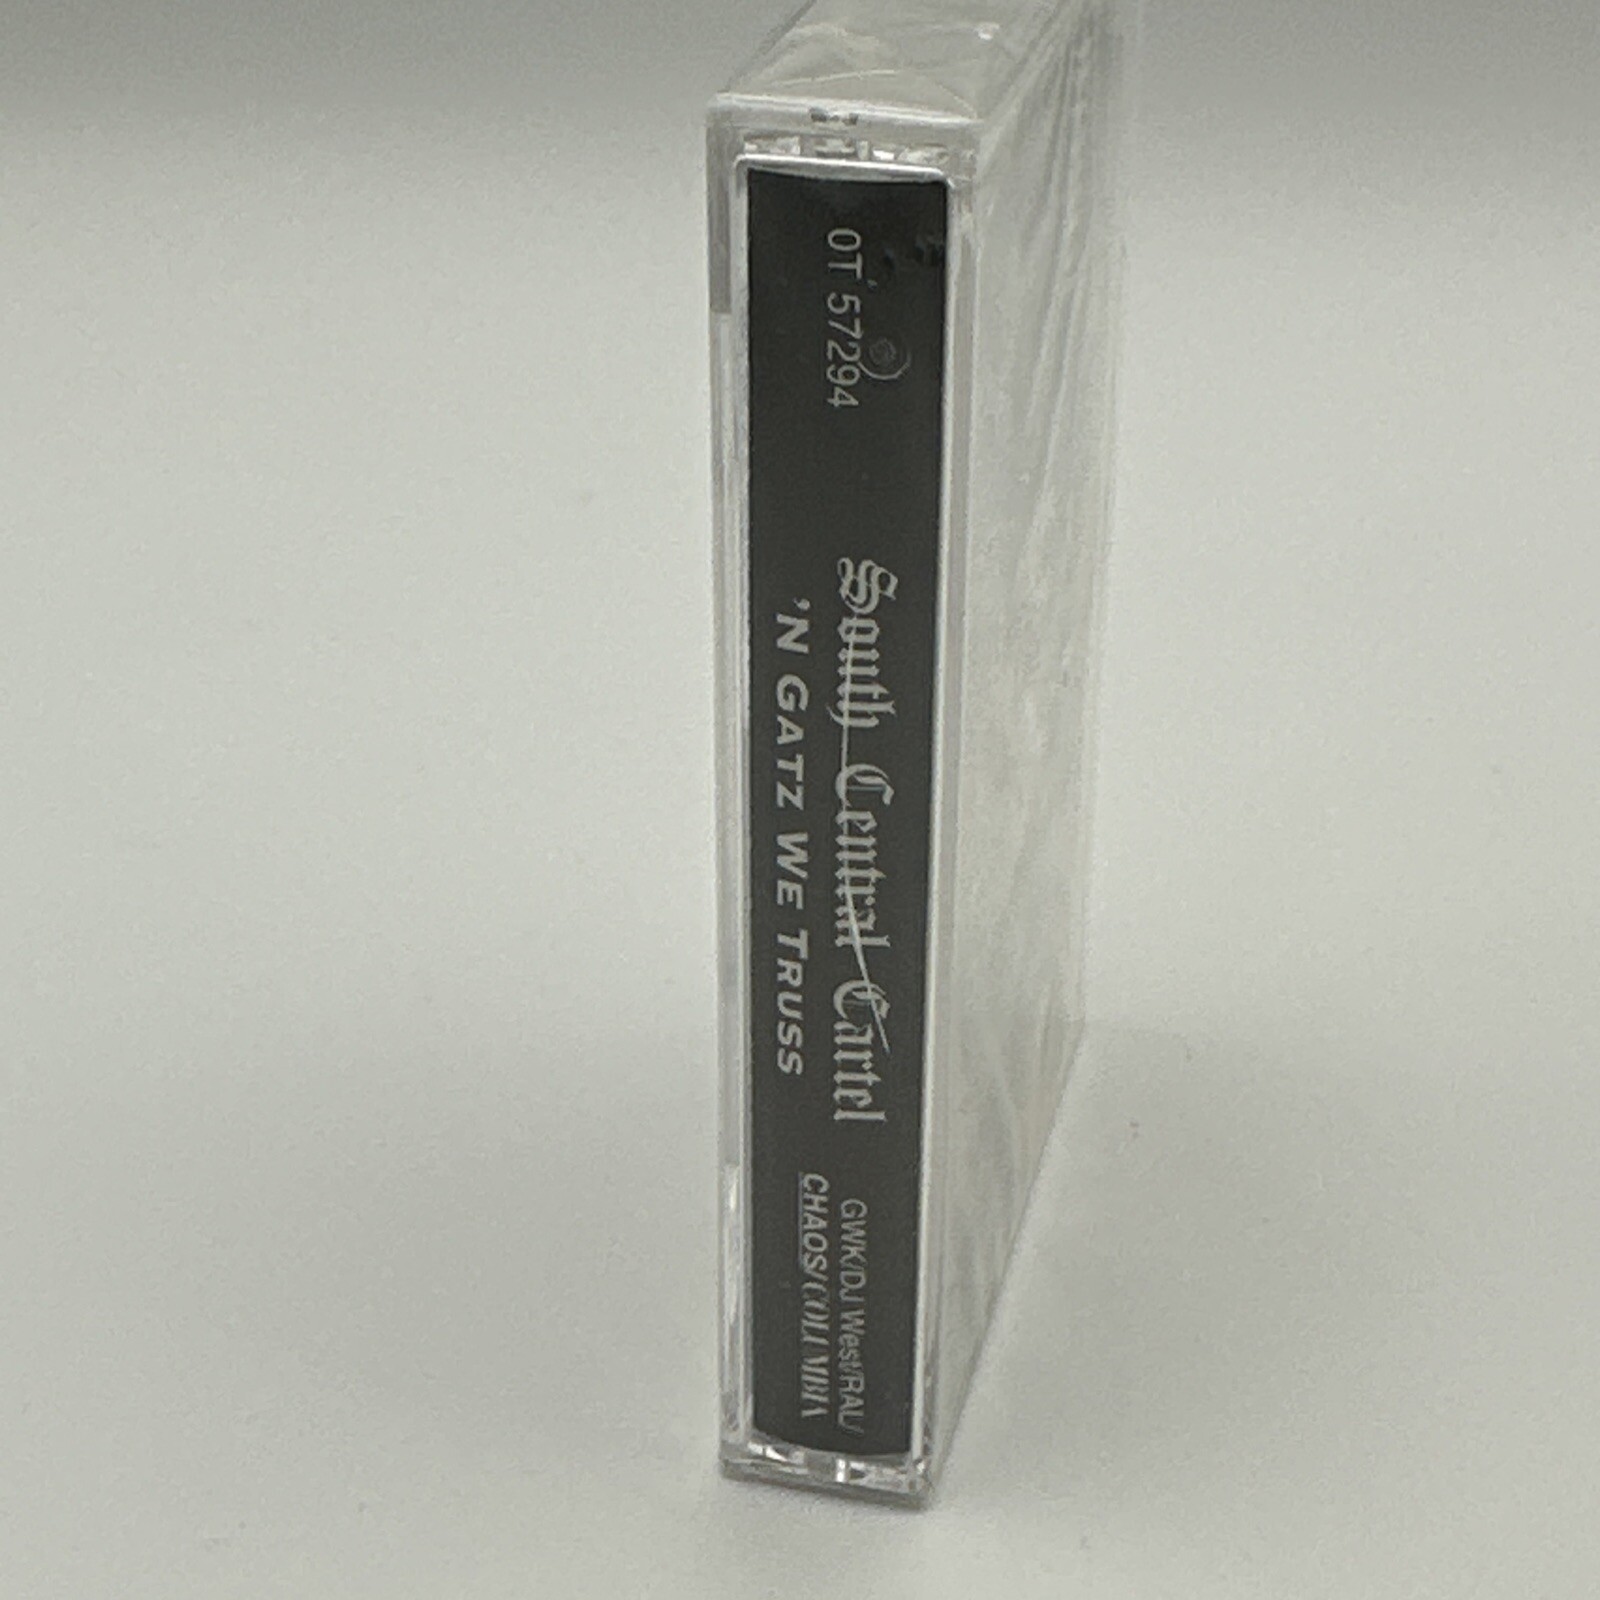 OT 57294
South Central Cartel
'N GATZ WE TRUSS
GWK/DJ West/RAL/
CHAOS/COLUMBIA